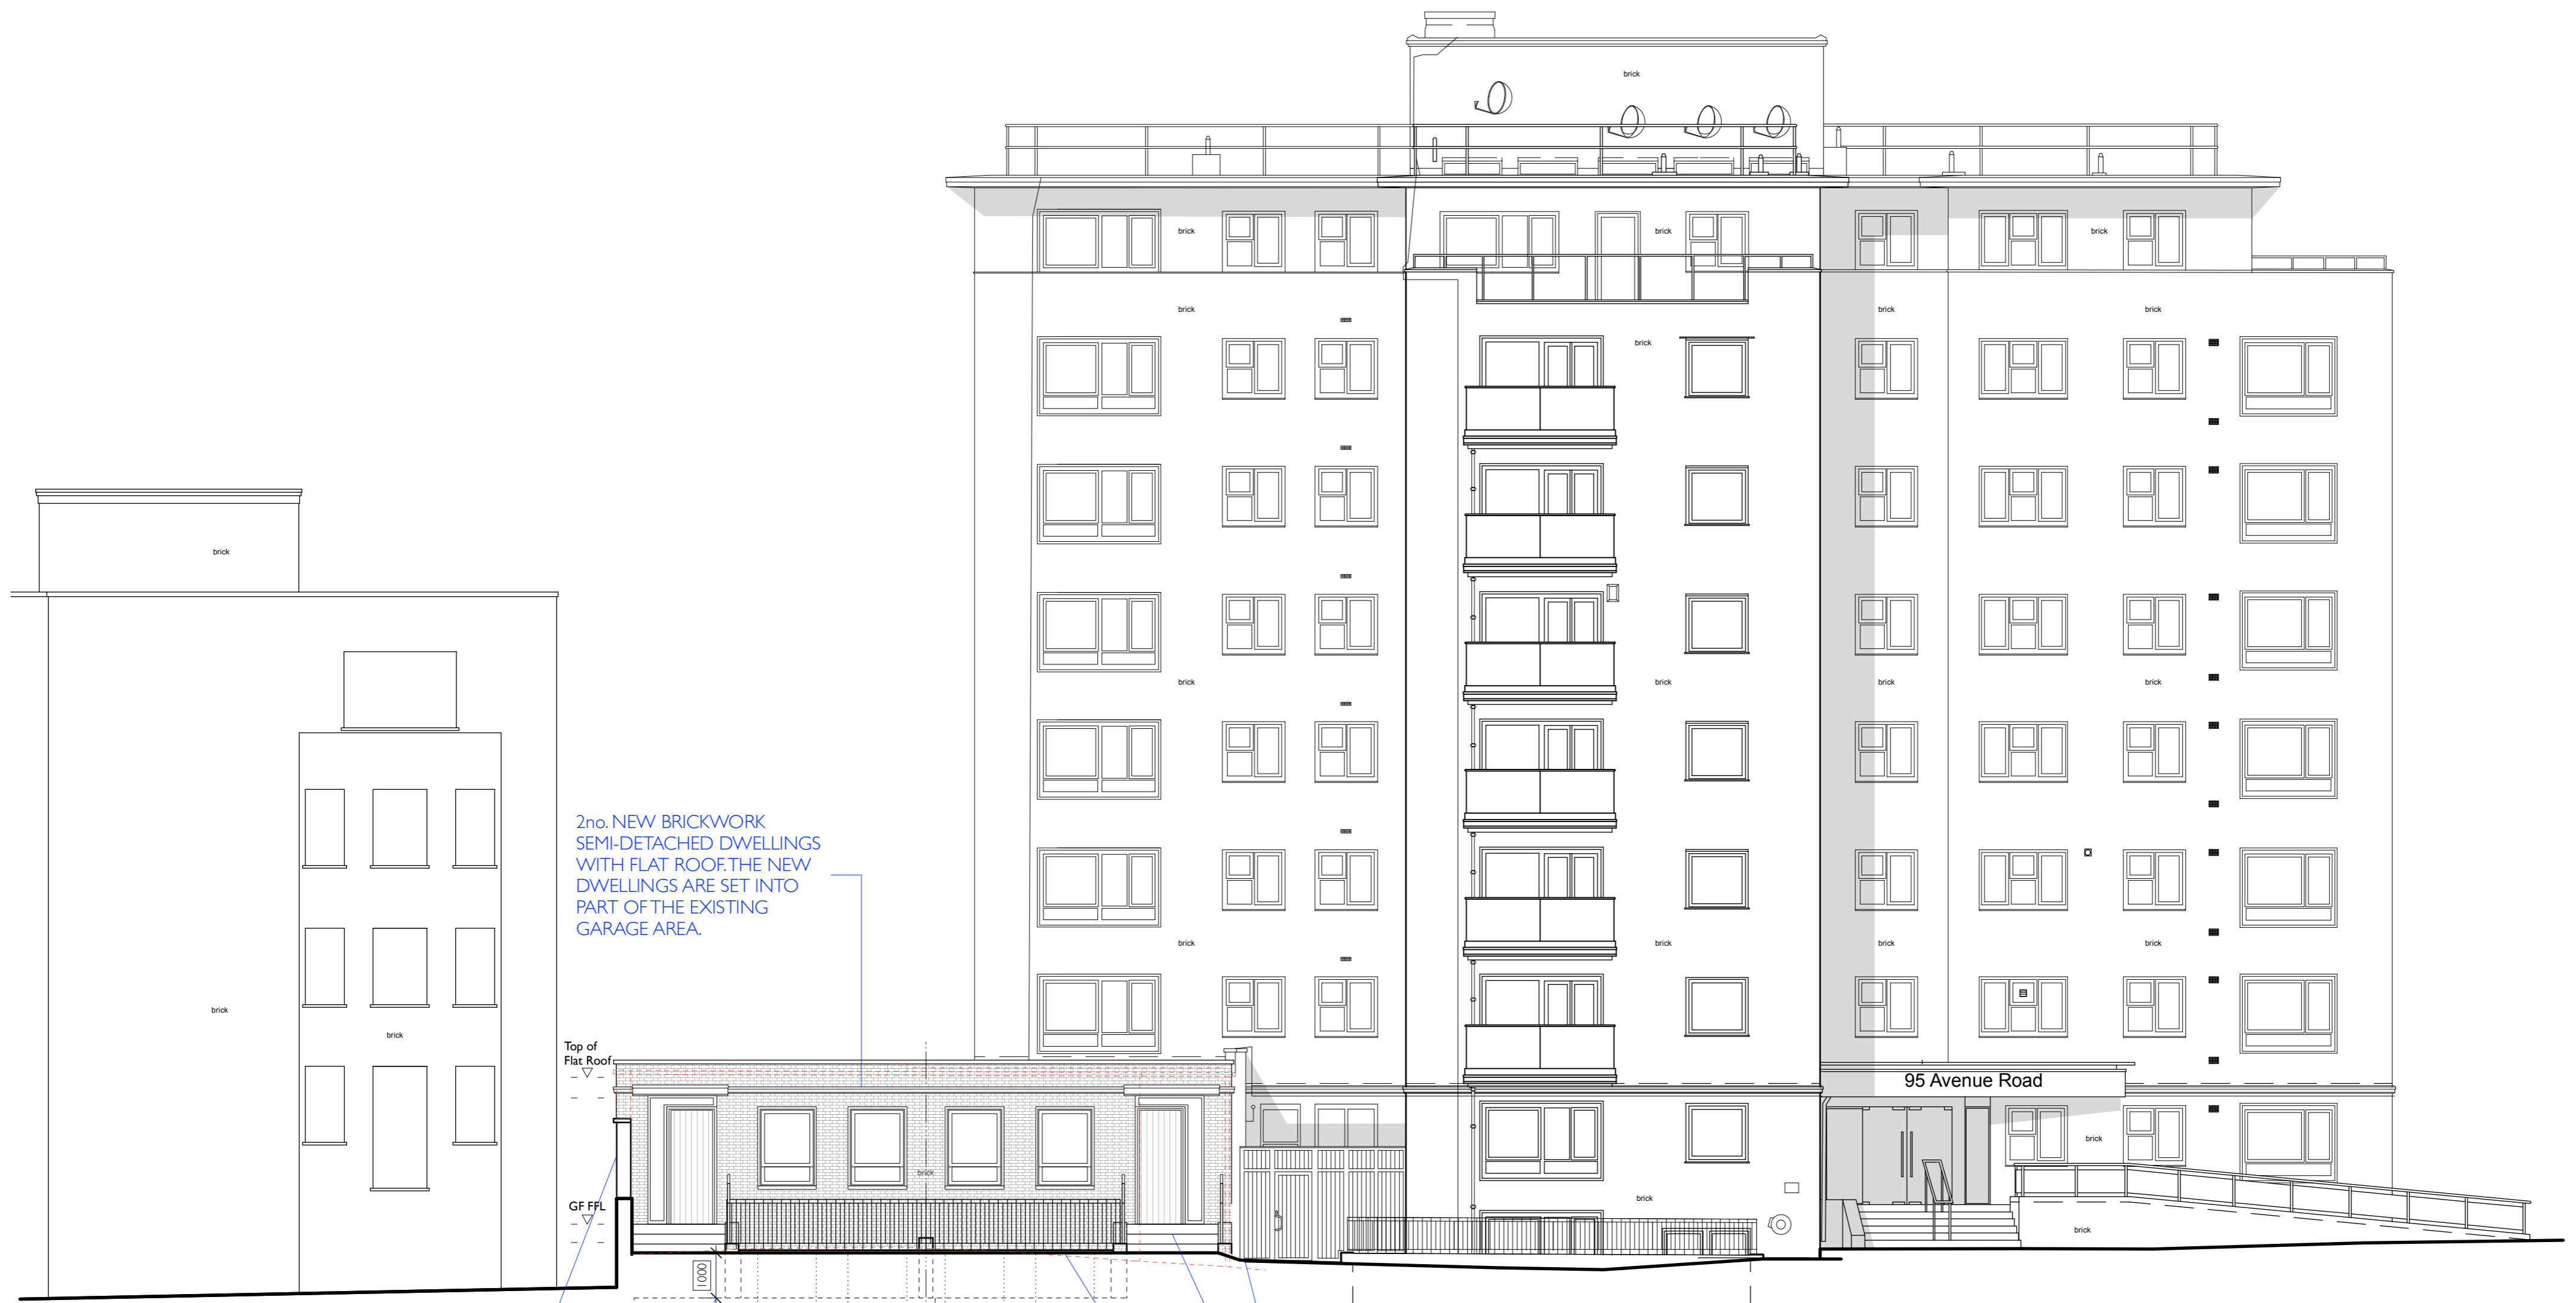 brick
brick
brick
brick
brick
brick
brick
brick
brick
brick
brick
brick
brick
brick
2no. NEW BRICKWORK
SEMI-DETACHED DWELLINGS
WITH FLAT ROOF. THE NEW
DWELLINGS ARE SET INTO
PART OF THE EXISTING
GARAGE AREA.
brick
brick
brick
brick
brick
brick
Top of
Flat Roof
95 Avenue Road
brick
brick
brick
GF FFL
brick
1000